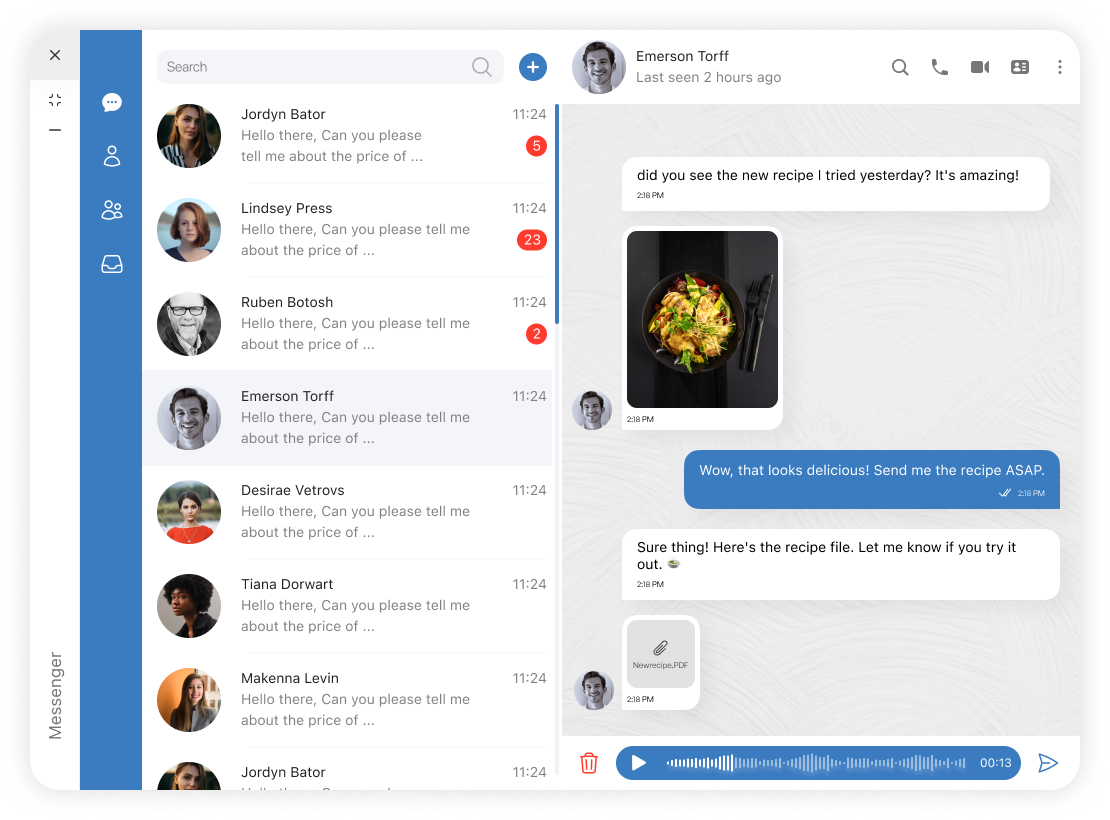 Messenger
Search
Jordyn Bator
11:24
Hello there, Can you please
tell me about the price of ...
5
Lindsey Press
11:24
Hello there, Can you please tell me
about the price of ...
23
Ruben Botosh
11:24
Hello there, Can you please tell me
about the price of ...
2
Emerson Torff
11:24
Hello there, Can you please tell me
about the price of ...
Desirae Vetrovs
11:24
Hello there, Can you please tell me
about the price of ...
Tiana Dorwart
11:24
Hello there, Can you please tell me
about the price of ...
Makenna Levin
11:24
Hello there, Can you please tell me
about the price of ...
Jordyn Bator
11:24
Emerson Torff
Last seen 2 hours ago
did you see the new recipe I tried yesterday? It's amazing!
2:18 PM
2:18 PM
Wow, that looks delicious! Send me the recipe ASAP.
2:18 PM
Sure thing! Here's the recipe file. Let me know if you try it
out. 🥗
2:18 PM
Newrecipe.PDF
2:18 PM
00:13